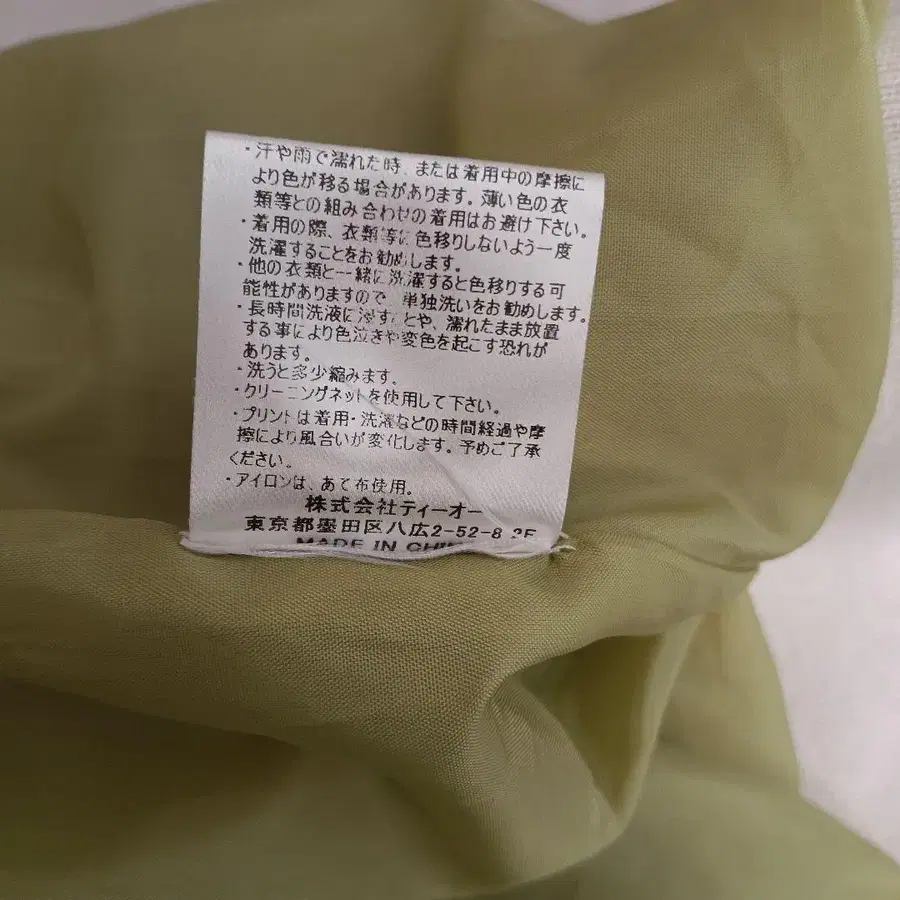 ・汗や雨で濡れた時、または着用中の摩擦に
より色が移る場合があります。薄い色の衣
類等との組み合わせの着用はお避け下さい。
・着用の際、衣類等に色移りしないよう一度
洗濯することをお勧めします。
・他の衣類と一緒に洗濯すると色移りする可
能性がありますので、単独洗いをお勧めします。
・長時間洗液に浸すことや、濡れたまま放置
する事により色泣きや変色を起こす恐れが
あります。
・洗うと多少縮みます。
・クリーニングネットを使用して下さい。
・プリントは着用・洗濯などの時間経過や摩
擦により風合いが変化します。予めご了承
ください。
・アイロンは、あて布使用。
株式会社ティーオー
東京都墨田区八広2-52-8 2F
MADE IN